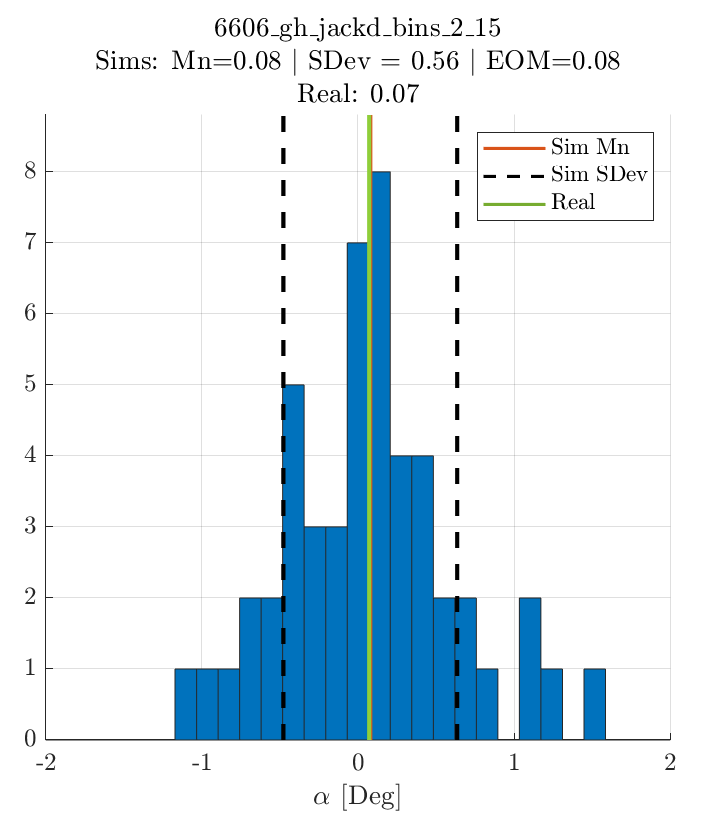 6606_gh_jackd_bins_2_15
Sims: Mn=0.08 | SDev = 0.56 | EOM=0.08
Real: 0.07
Sim Mn
Sim SDev
Real
8
7
6
5
4
3
2
1
0
-2 -1 0 1 2
α [Deg]